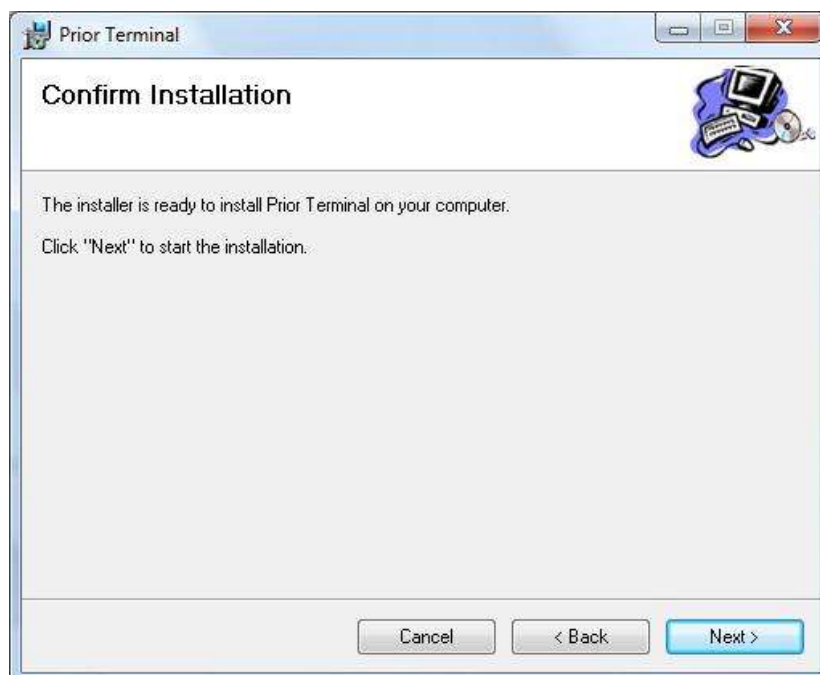 Prior Terminal
Confirm Installation
The installer is ready to install Prior Terminal on your computer.
Click "Next" to start the installation.
Cancel
< Back
Next >